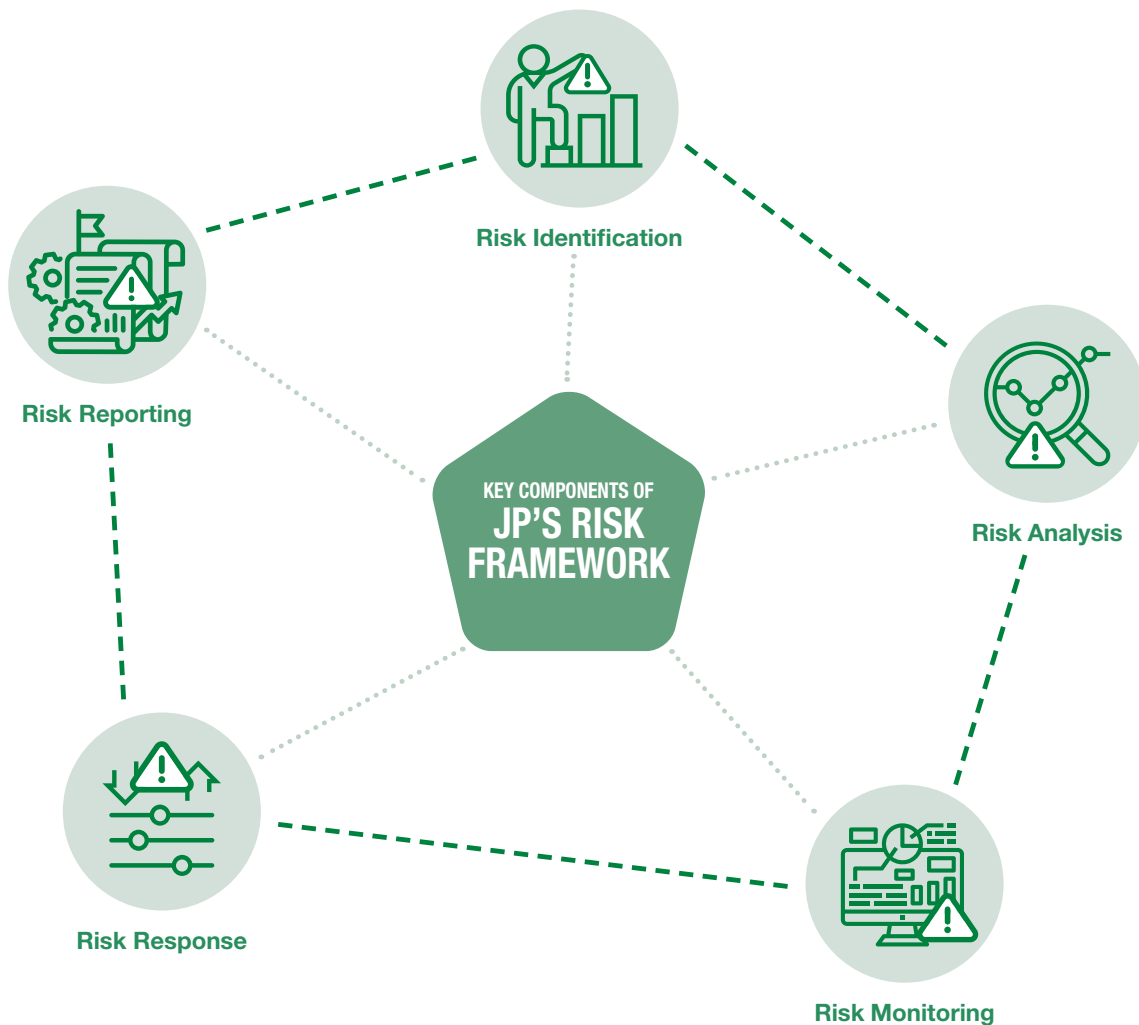 Risk Identification
Risk Reporting
KEY COMPONENTS OF
JP'S RISK
FRAMEWORK
Risk Analysis
Risk Response
Risk Monitoring